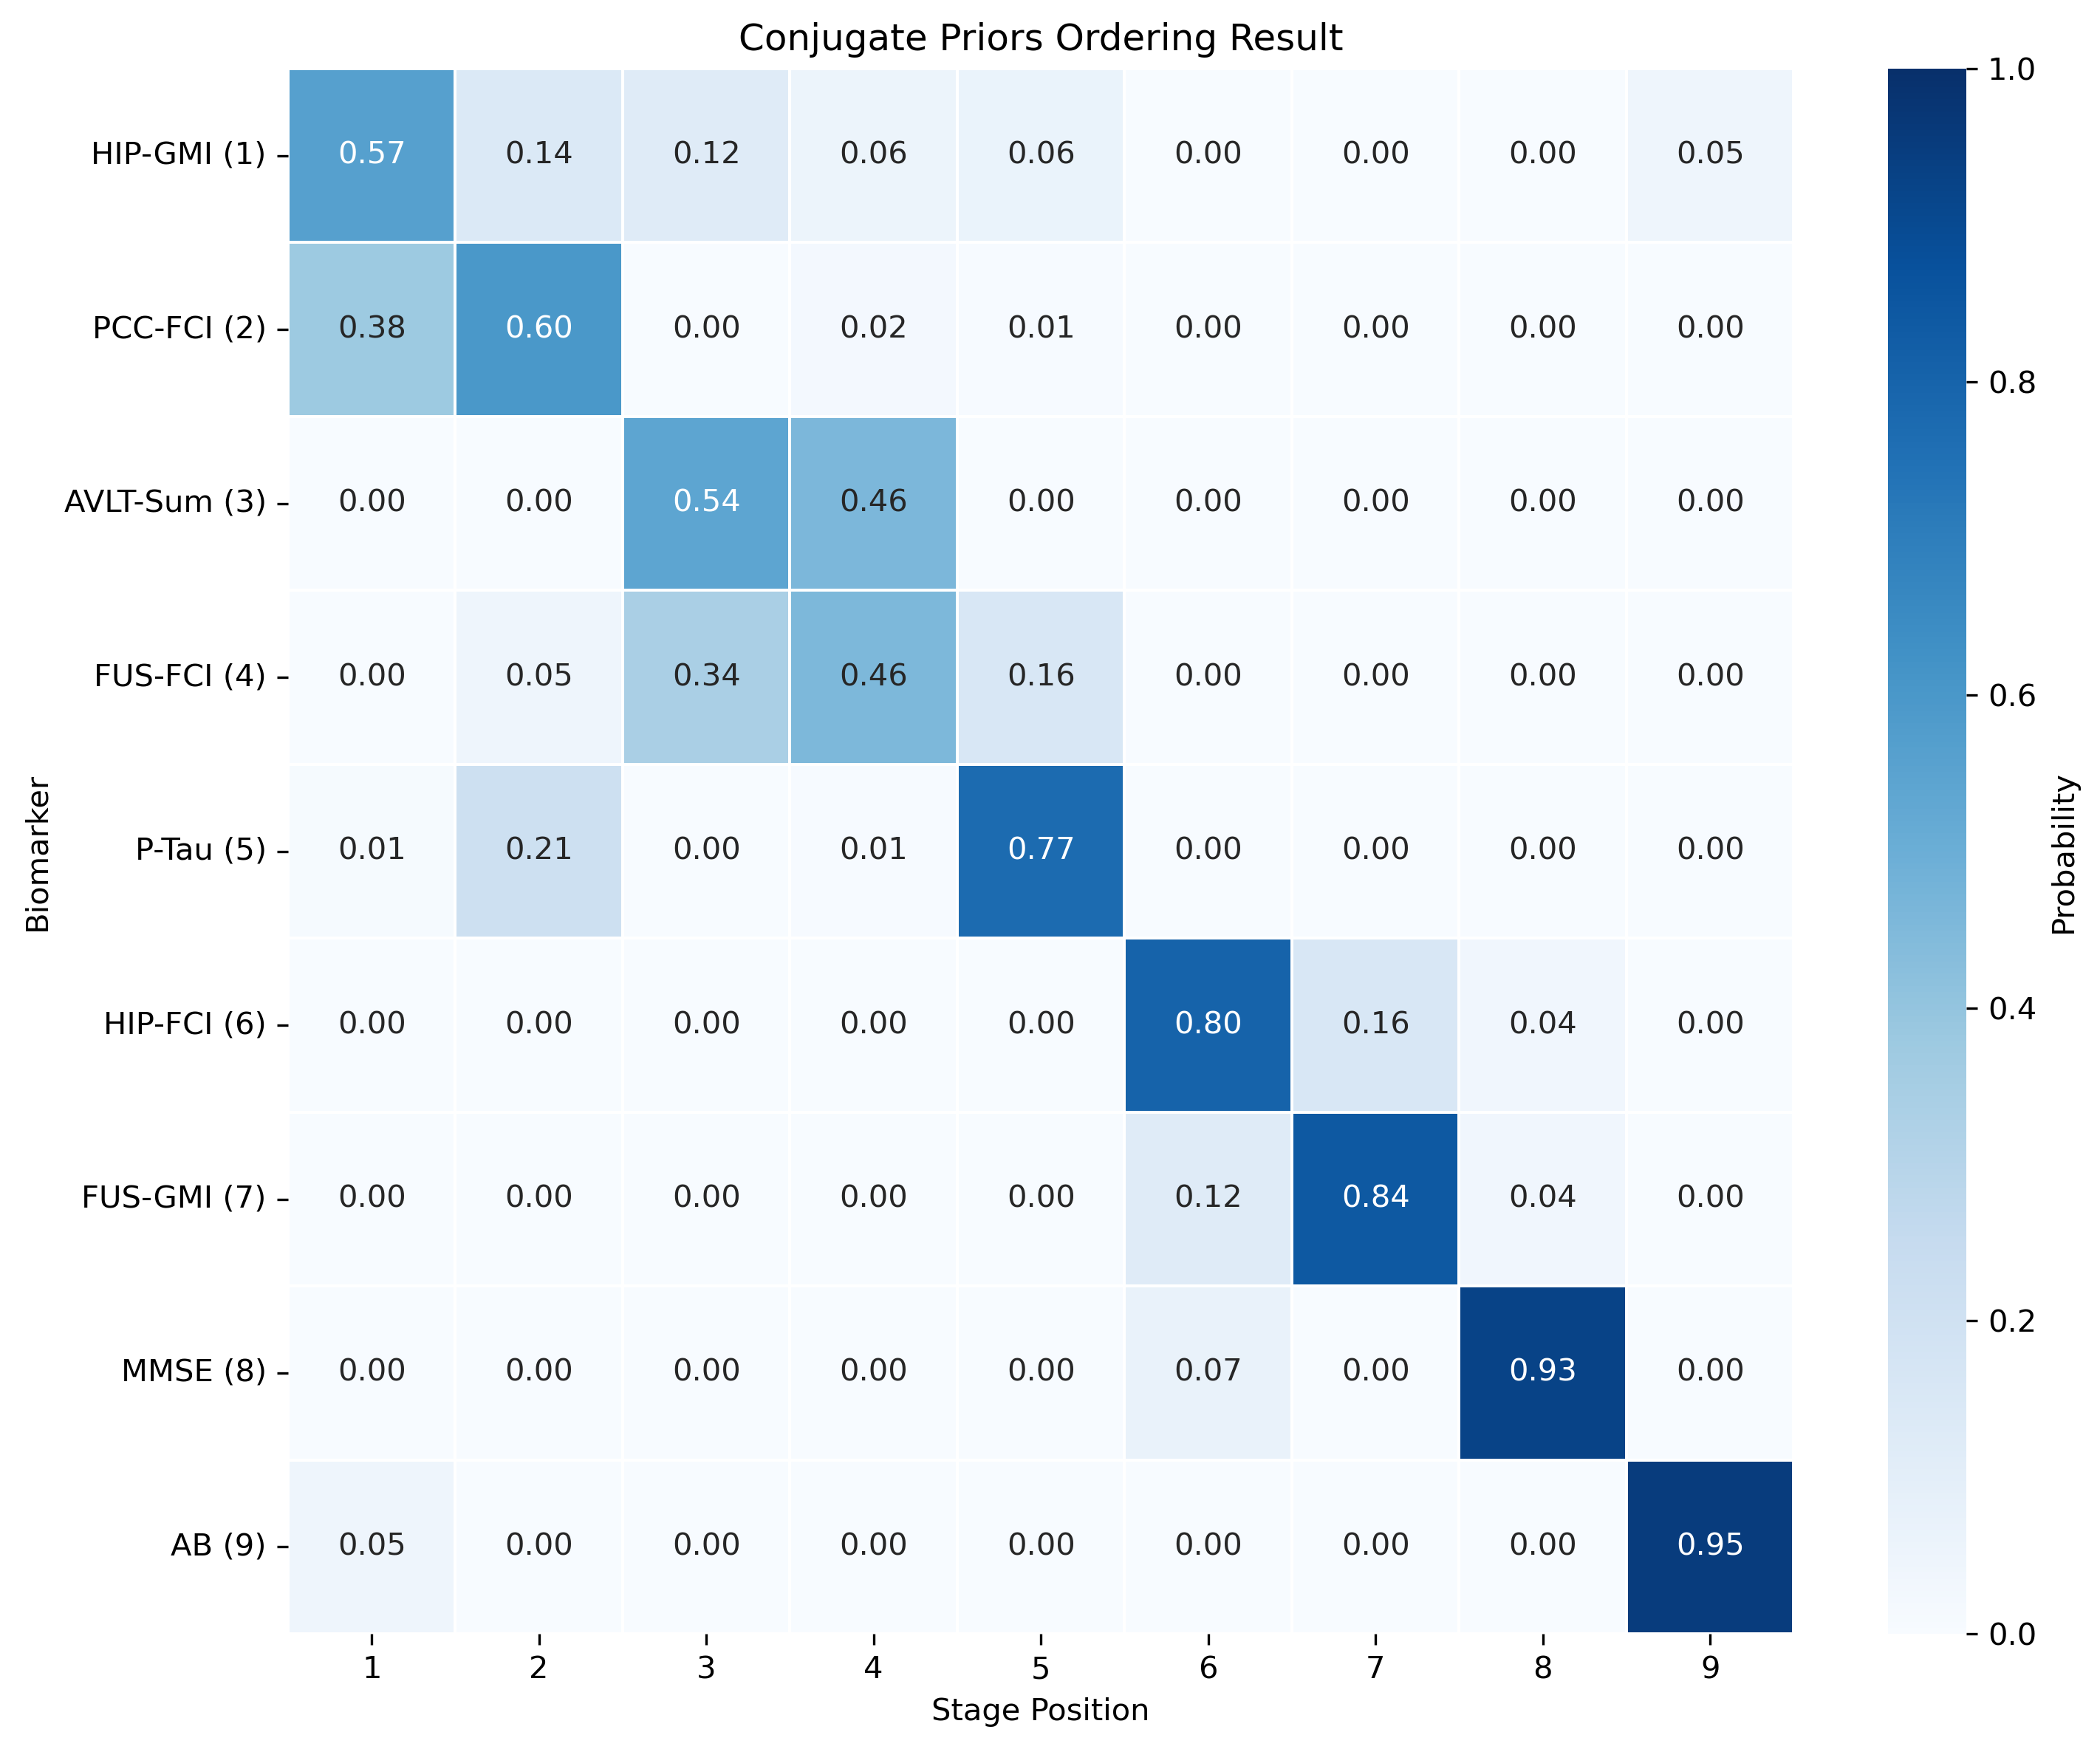 Conjugate Priors Ordering Result
HIP-GMI (1) 0.57 0.14 0.12 0.06 0.06 0.00 0.00 0.00 0.05
PCC-FCI (2) 0.38 0.60 0.00 0.02 0.01 0.00 0.00 0.00 0.00
AVLT-Sum (3) 0.00 0.00 0.54 0.46 0.00 0.00 0.00 0.00 0.00
FUS-FCI (4) 0.00 0.05 0.34 0.46 0.16 0.00 0.00 0.00 0.00
P-Tau (5) 0.01 0.21 0.00 0.01 0.77 0.00 0.00 0.00 0.00
HIP-FCI (6) 0.00 0.00 0.00 0.00 0.00 0.80 0.16 0.04 0.00
FUS-GMI (7) 0.00 0.00 0.00 0.00 0.00 0.12 0.84 0.04 0.00
MMSE (8) 0.00 0.00 0.00 0.00 0.00 0.07 0.00 0.93 0.00
AB (9) 0.05 0.00 0.00 0.00 0.00 0.00 0.00 0.00 0.95
1 2 3 4 5 6 7 8 9
Stage Position
Biomarker
1.0
0.8
0.6
0.4
0.2
0.0
Probability